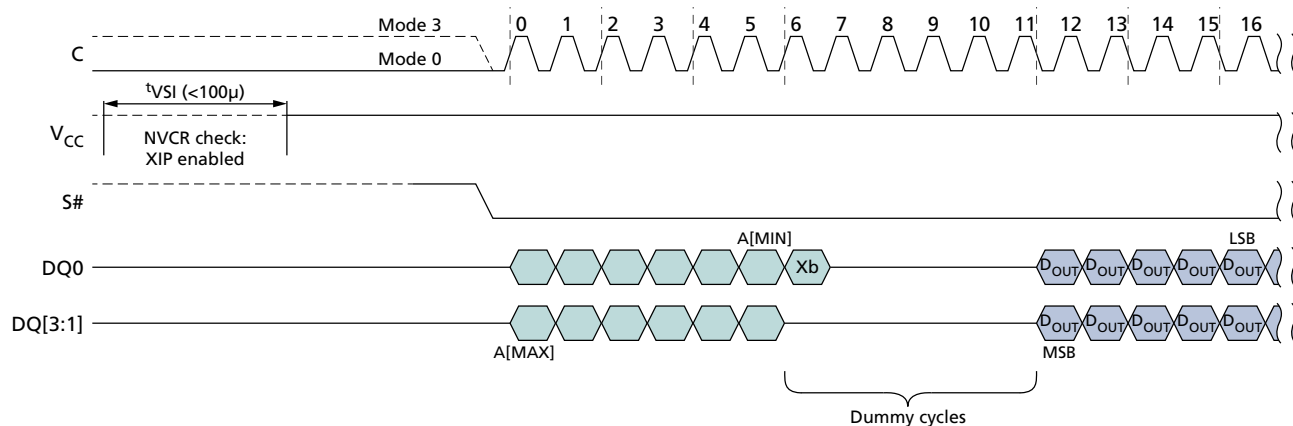 Mode 3
0 1 2 3 4 5 6 7 8 9 10 11 12 13 14 15 16
C
Mode 0
tVSI (<100µ)
VCC
NVCR check:
XIP enabled
S#
A[MIN]
LSB
DQ0
Xb
DOUT DOUT DOUT DOUT DOUT
DQ[3:1]
DOUT DOUT DOUT DOUT DOUT
A[MAX]
MSB
Dummy cycles